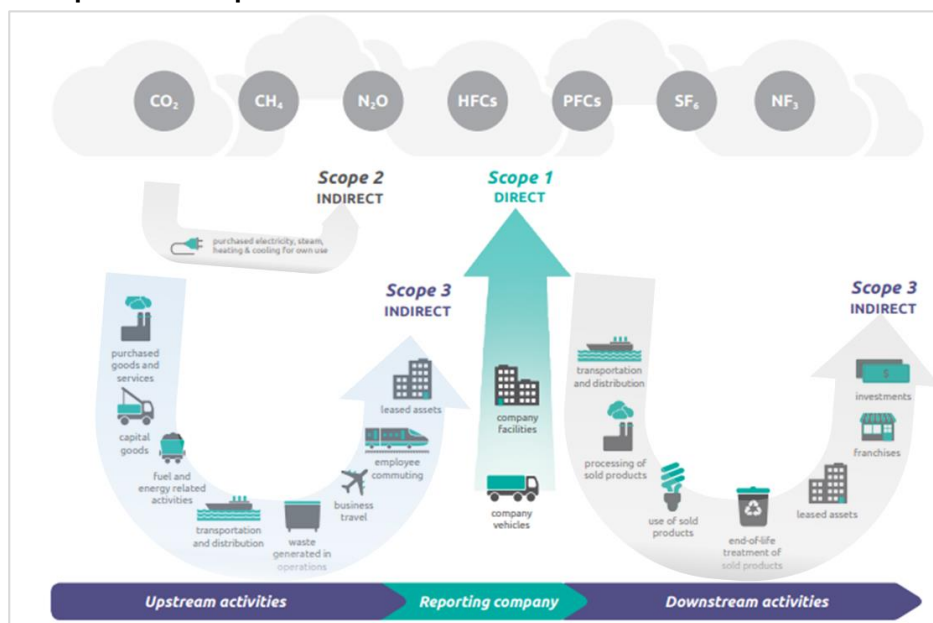 CO₂
CH₄
N₂O
HFCs
PFCs
SF₆
NF₃
Scope 2
INDIRECT
purchased electricity, steam,
heating & cooling for own use
Scope 1
DIRECT
Scope 3
INDIRECT
Scope 3
INDIRECT
purchased
goods and
services
capital
goods
fuel and
energy related
activities
transportation
and distribution
waste
generated in
operations
business
travel
employee
commuting
leased assets
company
facilities
company
vehicles
transportation
and distribution
processing of
sold products
use of sold
products
end-of-life
treatment of
sold products
leased assets
franchises
investments
$
Upstream activities
Reporting company
Downstream activities